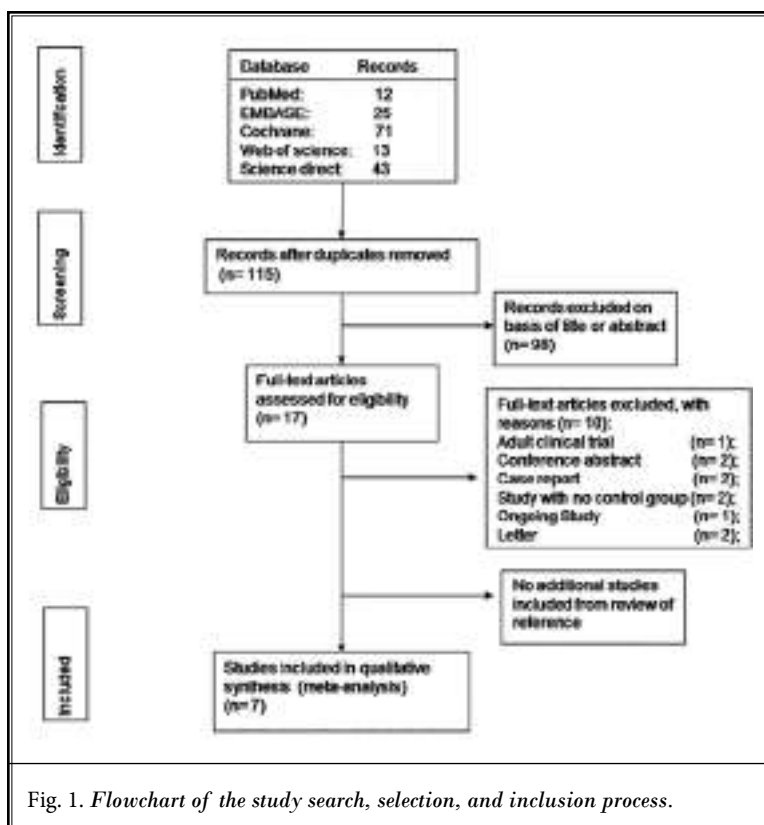 Identification
Database Records
PubMed: 12
EMBASE: 25
Cochrane: 71
Web of science: 13
Science direct 43
Screening
Records after duplicates removed
(n= 115)
Records excluded on
basis of title or abstract
(n= 98)
Full-text articles
assessed for eligibility
(n= 17)
Eligibility
Full-text articles excluded, with
reasons (n= 10):
Adult clinical trial (n= 1);
Conference abstract (n= 2);
Case report (n= 2);
Study with no control group (n= 2);
Ongoing Study (n= 1);
Letter (n= 2);
No additional studies
included from review of
reference
Included
Studies included in qualitative
synthesis (meta-analysis)
(n= 7)
Fig. 1. Flowchart of the study search, selection, and inclusion process.